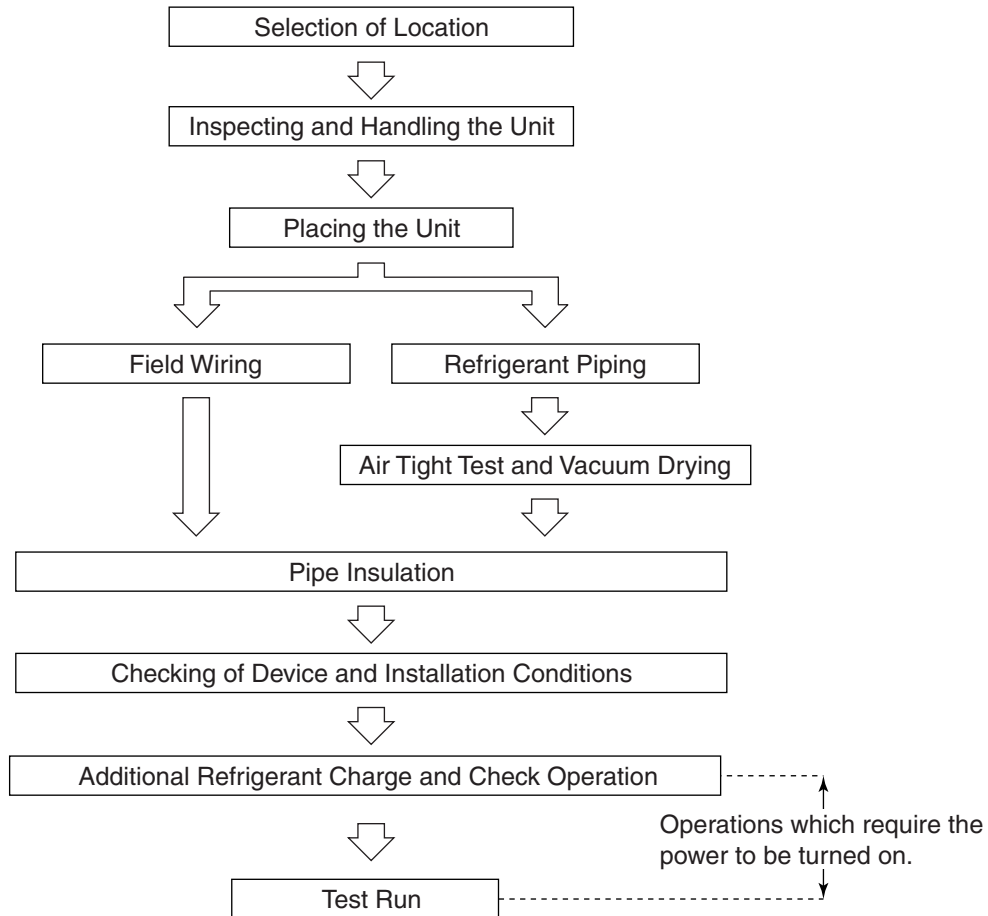 Selection of Location
Inspecting and Handling the Unit
Placing the Unit
Field Wiring
Refrigerant Piping
Air Tight Test and Vacuum Drying
Pipe Insulation
Checking of Device and Installation Conditions
Additional Refrigerant Charge and Check Operation
Operations which require the
power to be turned on.
Test Run